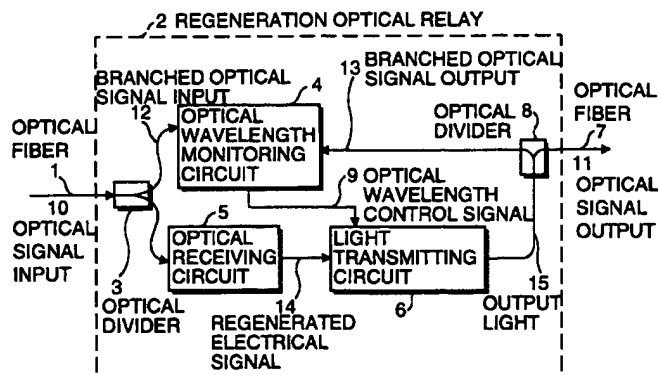 2 REGENERATION OPTICAL RELAY
BRANCHED OPTICAL
SIGNAL INPUT
4
13
BRANCHED OPTICAL
SIGNAL OUTPUT
OPTICAL
FIBER
12
OPTICAL
WAVELENGTH
MONITORING
CIRCUIT
OPTICAL 8
DIVIDER
OPTICAL
FIBER
7
1
10
11
OPTICAL
SIGNAL
INPUT
OPTICAL
SIGNAL
OUTPUT
9 OPTICAL
WAVELENGTH
CONTROL SIGNAL
5
OPTICAL
RECEIVING
CIRCUIT
LIGHT
TRANSMITTING
CIRCUIT
3
OPTICAL
DIVIDER
14
6
15
OUTPUT
LIGHT
REGENERATED
ELECTRICAL
SIGNAL